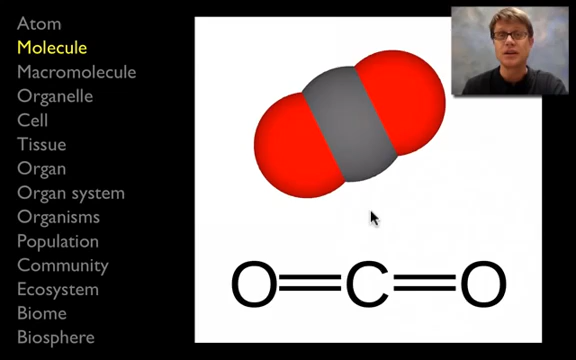 Atom
Molecule
Macromolecule
Organelle
Cell
Tissue
Organ
Organ system
Organisms
Population
Community
Ecosystem
Biome
Biosphere
O=C=O